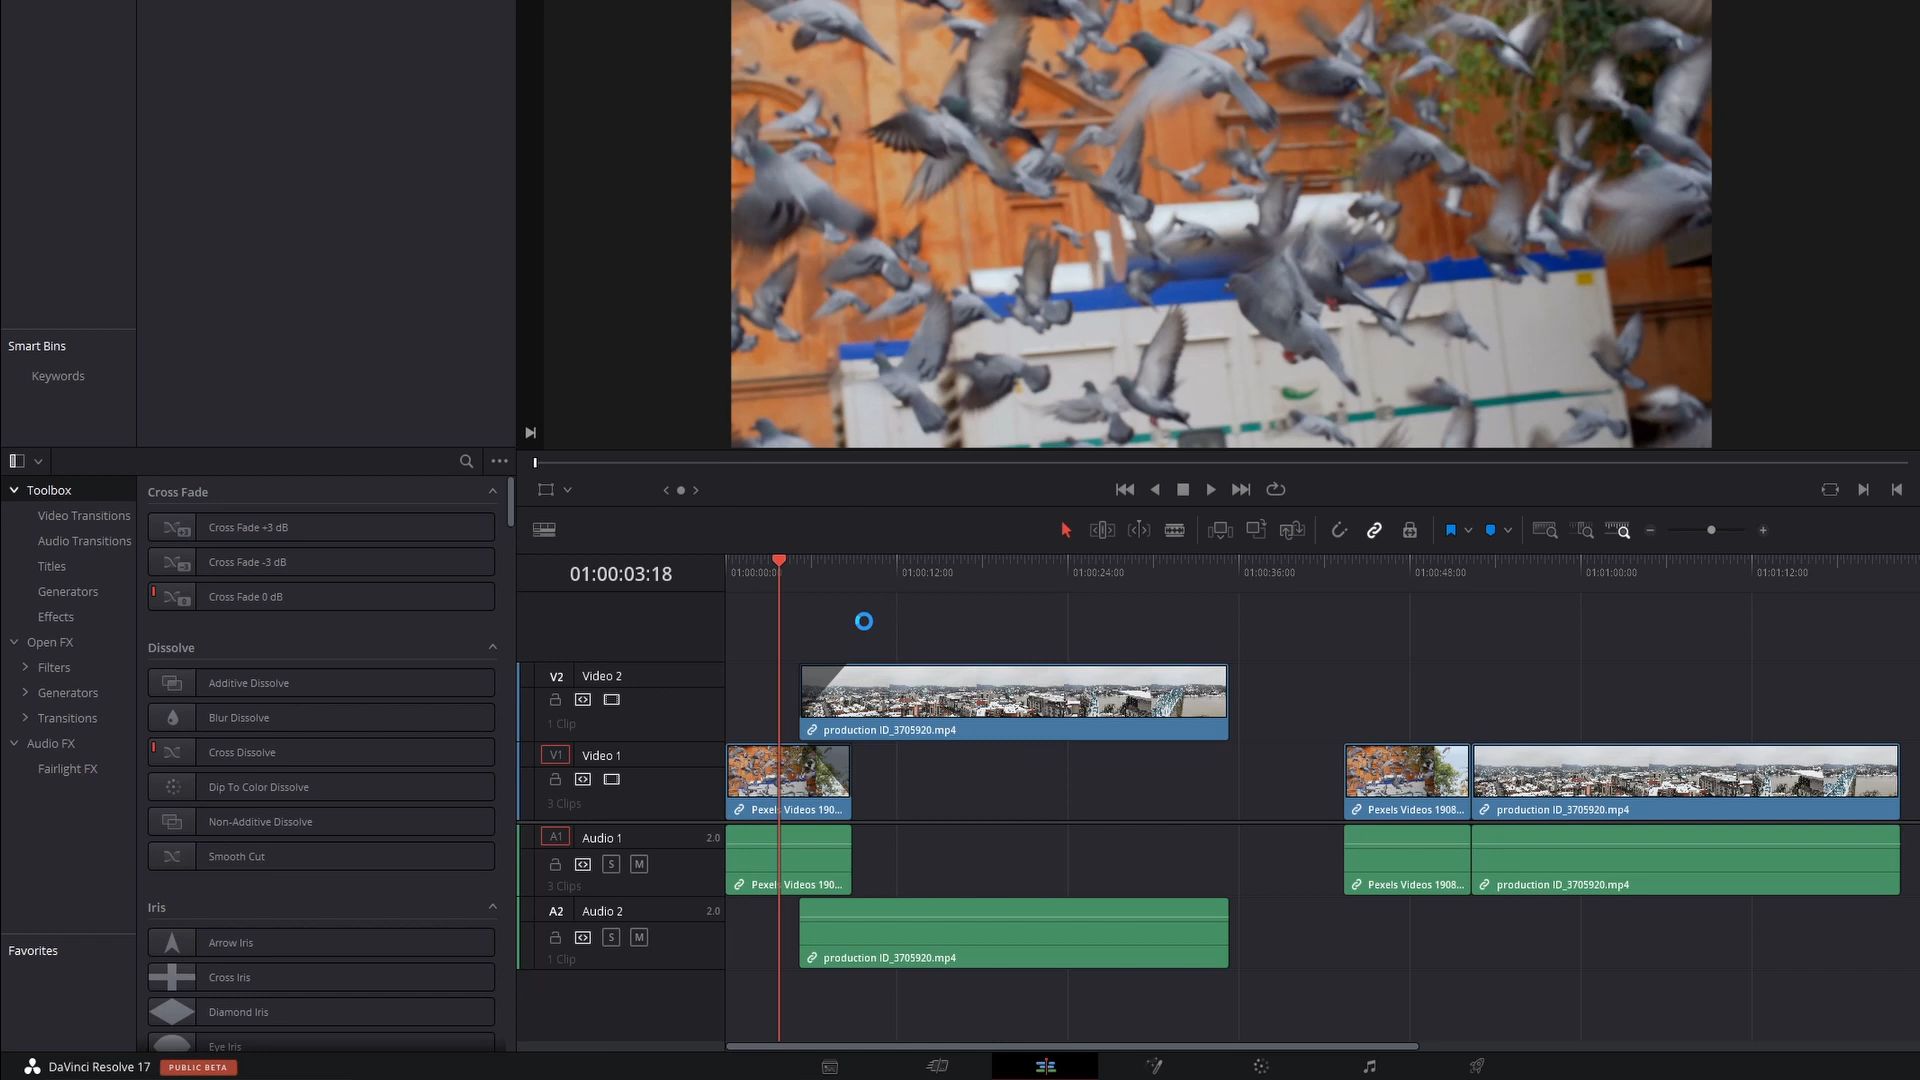 Smart Bins
Keywords
Toolbox
Video Transitions
Audio Transitions
Titles
Generators
Effects
Open FX
Filters
Generators
Transitions
Audio FX
Fairlight FX
Favorites
Cross Fade
Cross Fade +3 dB
Cross Fade -3 dB
Cross Fade 0 dB
Dissolve
Additive Dissolve
Blur Dissolve
Cross Dissolve
Dip To Color Dissolve
Non-Additive Dissolve
Smooth Cut
Iris
Arrow Iris
Cross Iris
Diamond Iris
Eye Iris
01:00:03:18
01:00:00:00 01:00:12:00 01:00:24:00 01:00:36:00 01:00:48:00 01:01:00:00 01:01:12:00
V2 Video 2
1 Clip
production ID_3705920.mp4
V1 Video 1
3 Clips
Pexels Videos 190... Pexels Videos 1908... production ID_3705920.mp4
A1 Audio 1 2.0
S M
3 Clips
Pexels Videos 190... Pexels Videos 1908... production ID_3705920.mp4
A2 Audio 2 2.0
S M
1 Clip
production ID_3705920.mp4
DaVinci Resolve 17 PUBLIC BETA